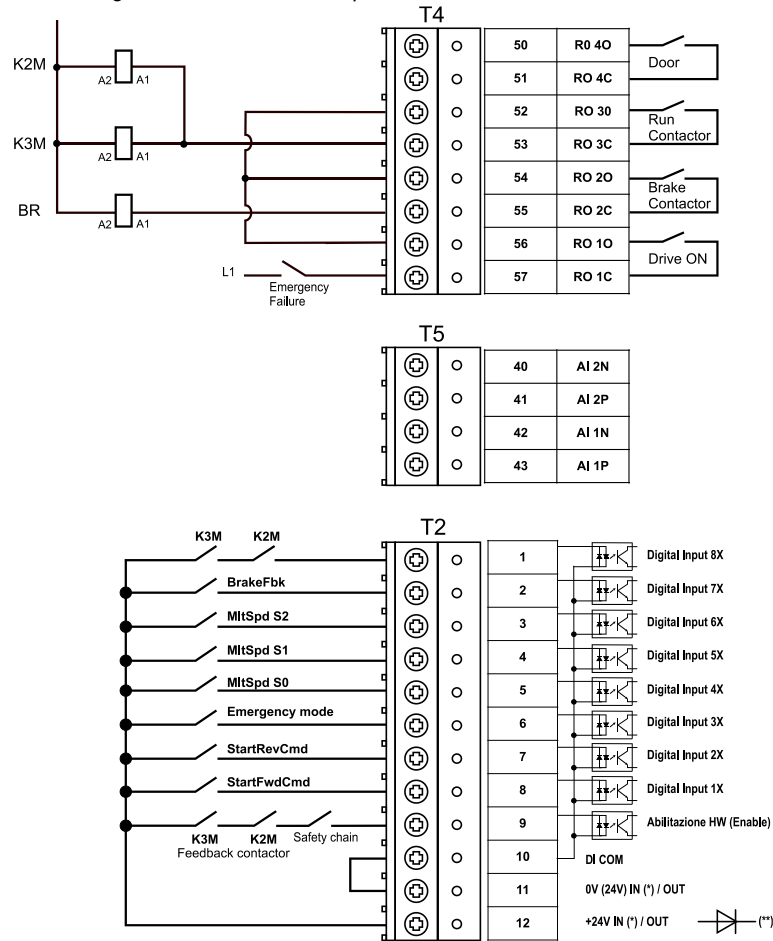 T4
K2M
A2 A1
K3M
A2 A1
BR
A2 A1
L1
Emergency
Failure
50 R0 4O
51 RO 4C
52 RO 30
53 RO 3C
54 RO 2O
55 RO 2C
56 RO 1O
57 RO 1C
Door
Run
Contactor
Brake
Contactor
Drive ON
T5
40 AI 2N
41 AI 2P
42 AI 1N
43 AI 1P
T2
K3M K2M
BrakeFbk
MltSpd S2
MltSpd S1
MltSpd S0
Emergency mode
StartRevCmd
StartFwdCmd
K3M K2M Safety chain
Feedback contactor
1 Digital Input 8X
2 Digital Input 7X
3 Digital Input 6X
4 Digital Input 5X
5 Digital Input 4X
6 Digital Input 3X
7 Digital Input 2X
8 Digital Input 1X
9 Abilitazione HW (Enable)
10 DI COM
11 0V (24V) IN (*) / OUT
12 +24V IN (*) / OUT (**)